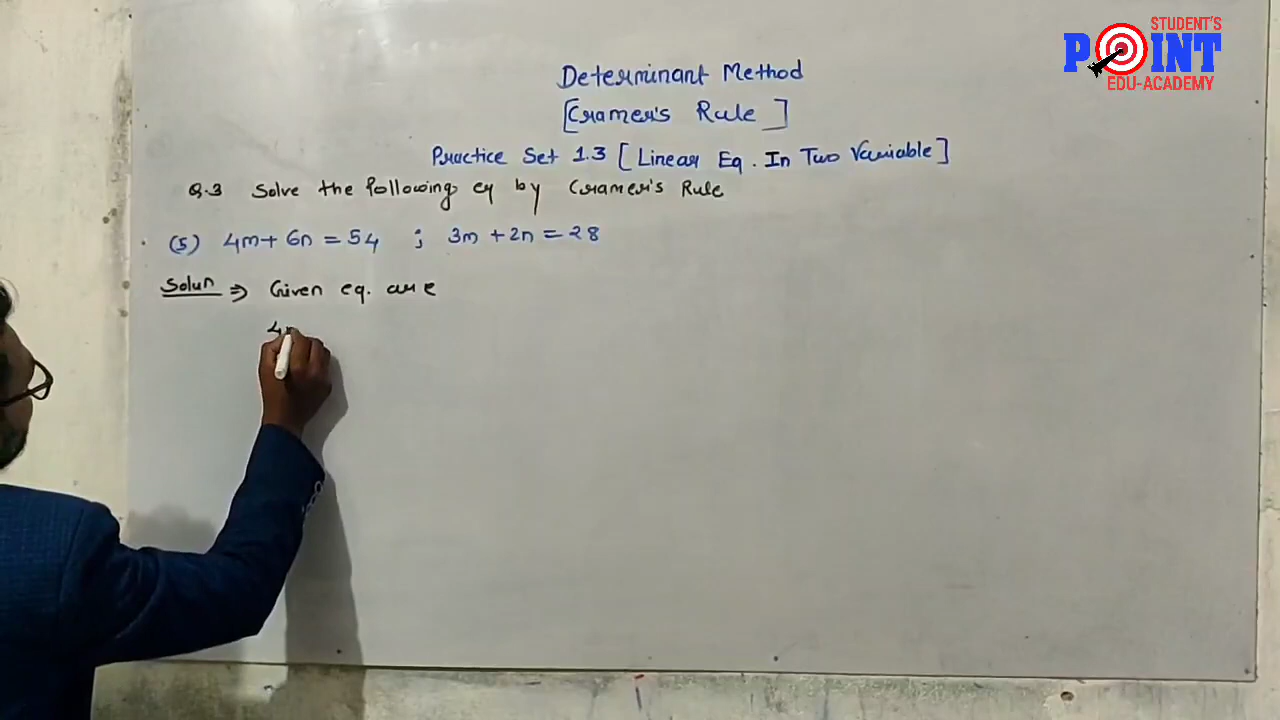 STUDENT'S
POINT
EDU-ACADEMY
Determinant Method
[Cramer's Rule]
Practice Set 1.3 [Linear Eq. In Two Variable]
Q.3 Solve the following eq by Cramer's Rule
(5) 4m + 6n = 54 ; 3m + 2n = 28
Solun ⇒ Given eq. are
4